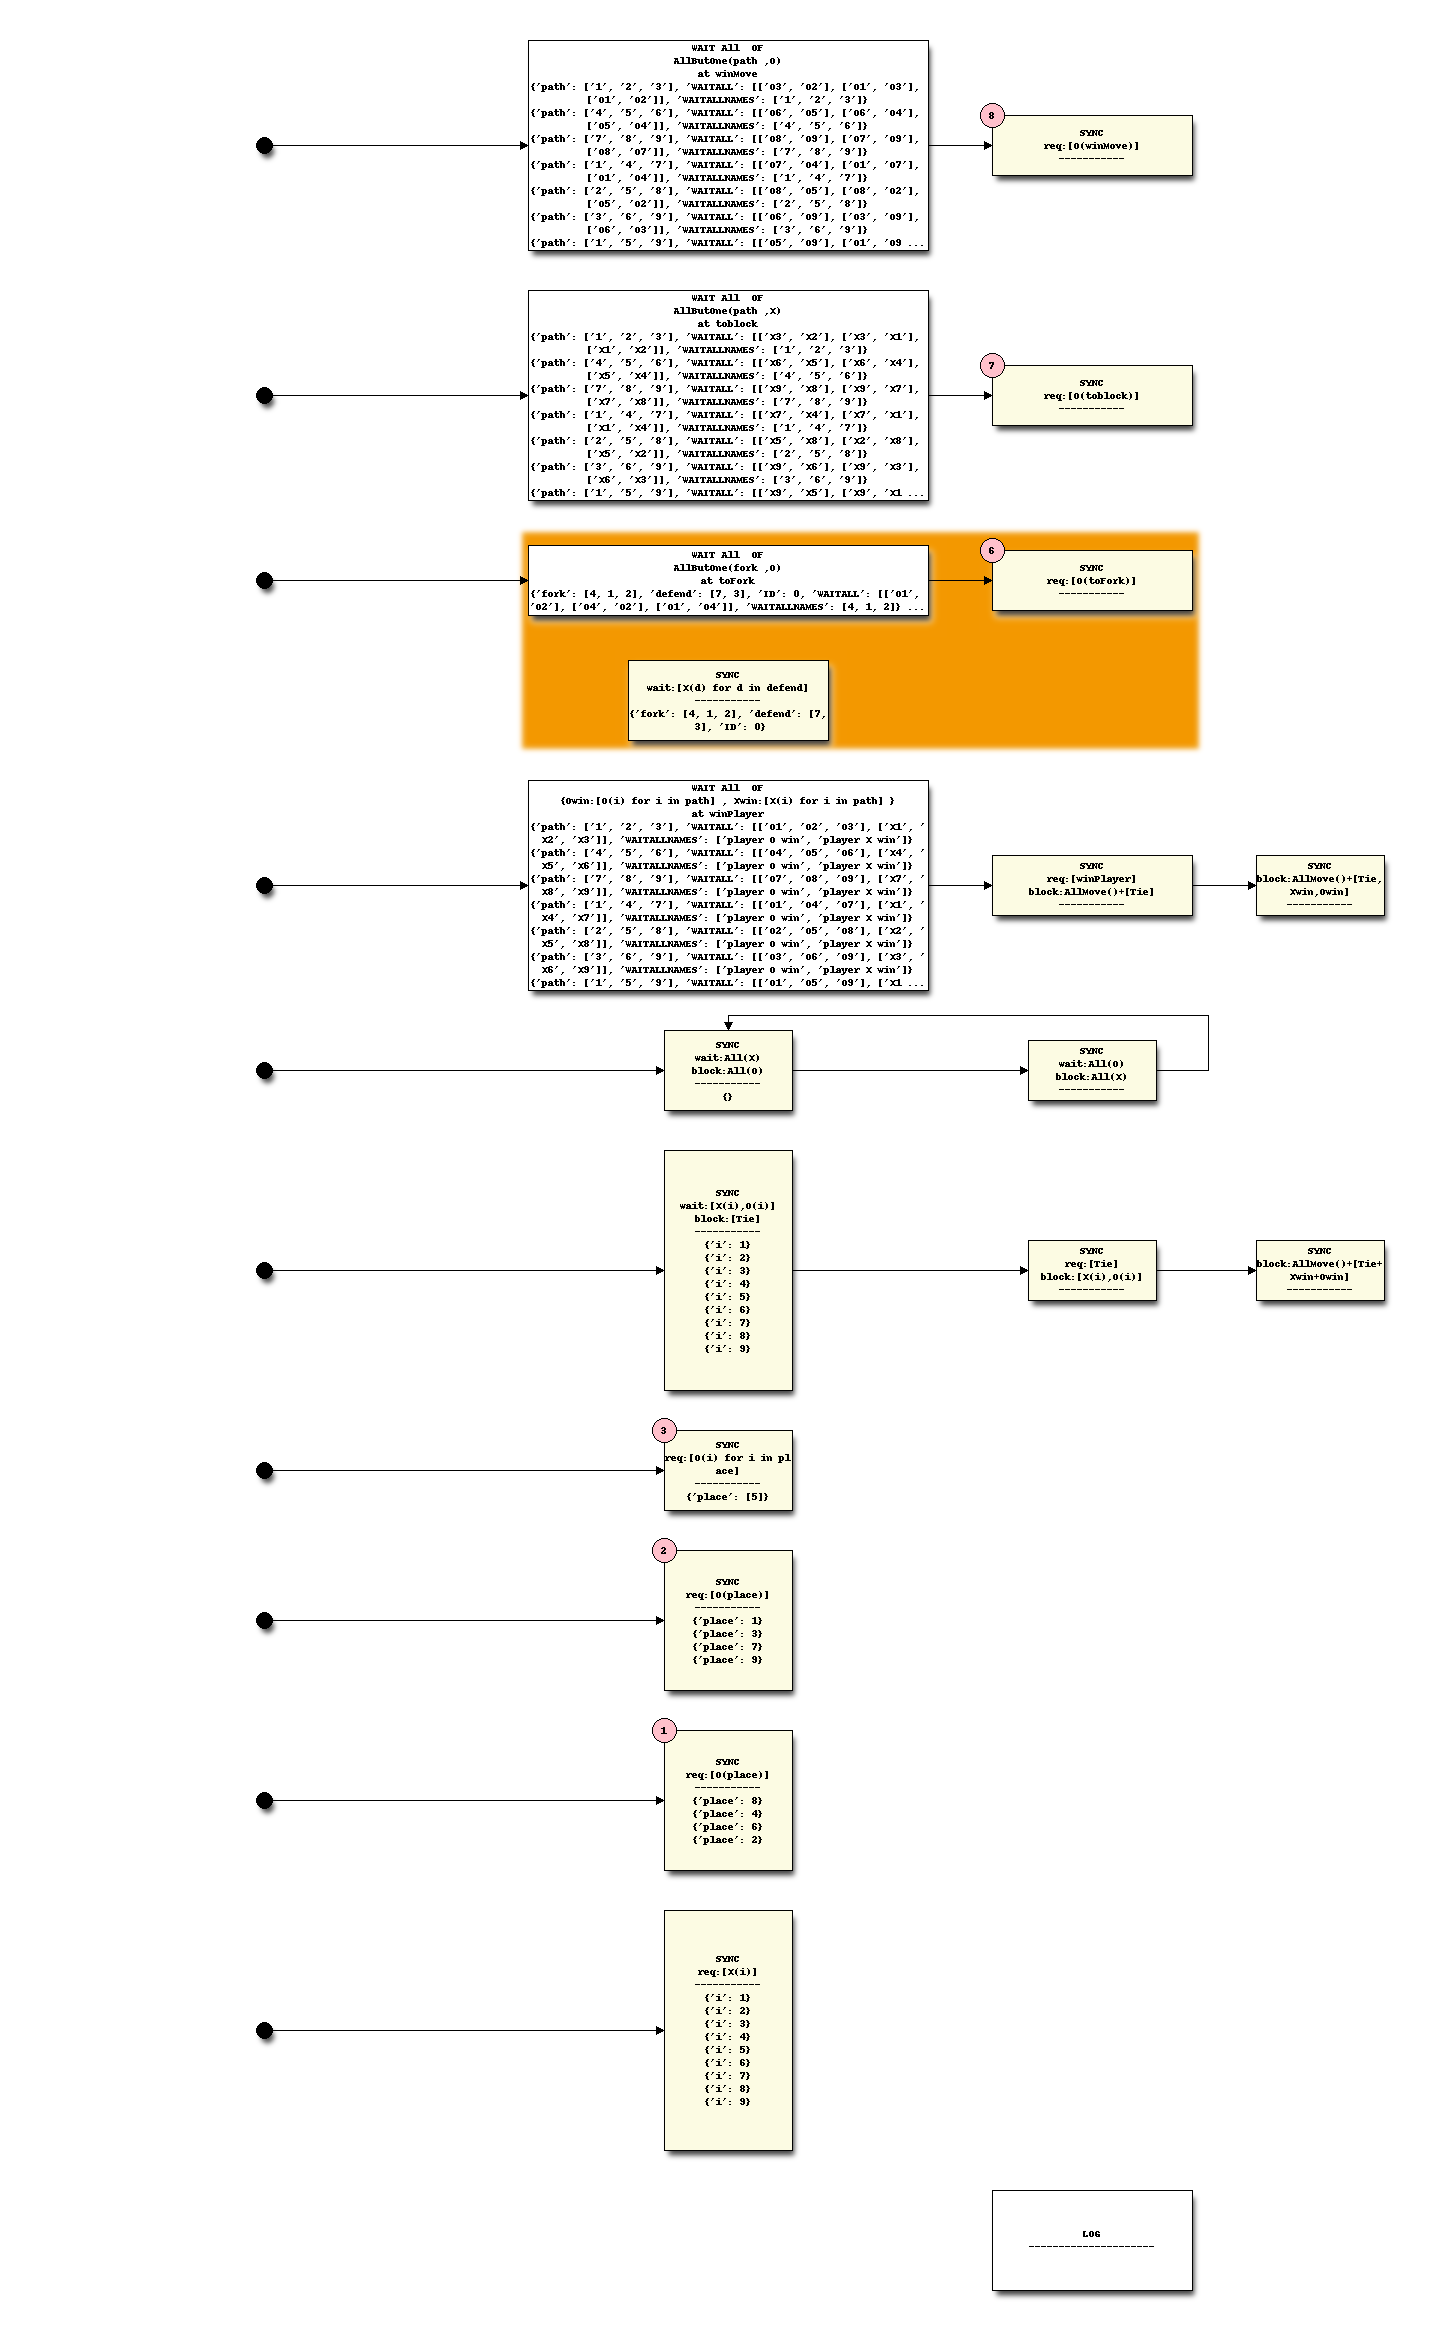 WAIT All  OF
AllButOne(path ,O)
at winMove
{'path': ['1', '2', '3'], 'WAITALL': [['O3', 'O2'], ['O1', 'O3'],
['O1', 'O2']], 'WAITALLNAMES': ['1', '2', '3']}
{'path': ['4', '5', '6'], 'WAITALL': [['O6', 'O5'], ['O6', 'O4'],
['O5', 'O4']], 'WAITALLNAMES': ['4', '5', '6']}
{'path': ['7', '8', '9'], 'WAITALL': [['O8', 'O9'], ['O7', 'O9'],
['O8', 'O7']], 'WAITALLNAMES': ['7', '8', '9']}
{'path': ['1', '4', '7'], 'WAITALL': [['O7', 'O4'], ['O1', 'O7'],
['O1', 'O4']], 'WAITALLNAMES': ['1', '4', '7']}
{'path': ['2', '5', '8'], 'WAITALL': [['O8', 'O5'], ['O8', 'O2'],
['O5', 'O2']], 'WAITALLNAMES': ['2', '5', '8']}
{'path': ['3', '6', '9'], 'WAITALL': [['O6', 'O9'], ['O3', 'O9'],
['O6', 'O3']], 'WAITALLNAMES': ['3', '6', '9']}
{'path': ['1', '5', '9'], 'WAITALL': [['O5', 'O9'], ['O1', 'O9 ...
8
SYNC
req:[O(winMove)]
-----------
WAIT All  OF
AllButOne(path ,X)
at toblock
{'path': ['1', '2', '3'], 'WAITALL': [['X3', 'X2'], ['X3', 'X1'],
['X1', 'X2']], 'WAITALLNAMES': ['1', '2', '3']}
{'path': ['4', '5', '6'], 'WAITALL': [['X6', 'X5'], ['X6', 'X4'],
['X5', 'X4']], 'WAITALLNAMES': ['4', '5', '6']}
{'path': ['7', '8', '9'], 'WAITALL': [['X9', 'X8'], ['X9', 'X7'],
['X7', 'X8']], 'WAITALLNAMES': ['7', '8', '9']}
{'path': ['1', '4', '7'], 'WAITALL': [['X7', 'X4'], ['X7', 'X1'],
['X1', 'X4']], 'WAITALLNAMES': ['1', '4', '7']}
{'path': ['2', '5', '8'], 'WAITALL': [['X5', 'X8'], ['X2', 'X8'],
['X5', 'X2']], 'WAITALLNAMES': ['2', '5', '8']}
{'path': ['3', '6', '9'], 'WAITALL': [['X9', 'X6'], ['X9', 'X3'],
['X6', 'X3']], 'WAITALLNAMES': ['3', '6', '9']}
{'path': ['1', '5', '9'], 'WAITALL': [['X9', 'X5'], ['X9', 'X1 ...
7
SYNC
req:[O(toblock)]
-----------
WAIT All  OF
AllButOne(fork ,O)
at toFork
{'fork': [4, 1, 2], 'defend': [7, 3], 'ID': 0, 'WAITALL': [['O1',
'O2'], ['O4', 'O2'], ['O1', 'O4']], 'WAITALLNAMES': [4, 1, 2]} ...
6
SYNC
req:[O(toFork)]
-----------
SYNC
wait:[X(d) for d in defend]
-----------
{'fork': [4, 1, 2], 'defend': [7,
3], 'ID': 0}
WAIT All  OF
{Owin:[O(i) for i in path] , Xwin:[X(i) for i in path] }
at winPlayer
{'path': ['1', '2', '3'], 'WAITALL': [['O1', 'O2', 'O3'], ['X1', '
X2', 'X3']], 'WAITALLNAMES': ['player O win', 'player X win']}
{'path': ['4', '5', '6'], 'WAITALL': [['O4', 'O5', 'O6'], ['X4', '
X5', 'X6']], 'WAITALLNAMES': ['player O win', 'player X win']}
{'path': ['7', '8', '9'], 'WAITALL': [['O7', 'O8', 'O9'], ['X7', '
X8', 'X9']], 'WAITALLNAMES': ['player O win', 'player X win']}
{'path': ['1', '4', '7'], 'WAITALL': [['O1', 'O4', 'O7'], ['X1', '
X4', 'X7']], 'WAITALLNAMES': ['player O win', 'player X win']}
{'path': ['2', '5', '8'], 'WAITALL': [['O2', 'O5', 'O8'], ['X2', '
X5', 'X8']], 'WAITALLNAMES': ['player O win', 'player X win']}
{'path': ['3', '6', '9'], 'WAITALL': [['O3', 'O6', 'O9'], ['X3', '
X6', 'X9']], 'WAITALLNAMES': ['player O win', 'player X win']}
{'path': ['1', '5', '9'], 'WAITALL': [['O1', 'O5', 'O9'], ['X1 ...
SYNC
req:[winPlayer]
block:AllMove()+[Tie]
-----------
SYNC
block:AllMove()+[Tie,
Xwin,Owin]
-----------
SYNC
wait:All(X)
block:All(O)
-----------
{}
SYNC
wait:All(O)
block:All(X)
-----------
SYNC
wait:[X(i),O(i)]
block:[Tie]
-----------
{'i': 1}
{'i': 2}
{'i': 3}
{'i': 4}
{'i': 5}
{'i': 6}
{'i': 7}
{'i': 8}
{'i': 9}
SYNC
req:[Tie]
block:[X(i),O(i)]
-----------
SYNC
block:AllMove()+[Tie+
Xwin+Owin]
-----------
3
SYNC
req:[O(i) for i in pl
ace]
-----------
{'place': [5]}
2
SYNC
req:[O(place)]
-----------
{'place': 1}
{'place': 3}
{'place': 7}
{'place': 9}
1
SYNC
req:[O(place)]
-----------
{'place': 8}
{'place': 4}
{'place': 6}
{'place': 2}
SYNC
req:[X(i)]
-----------
{'i': 1}
{'i': 2}
{'i': 3}
{'i': 4}
{'i': 5}
{'i': 6}
{'i': 7}
{'i': 8}
{'i': 9}
LOG
---------------------